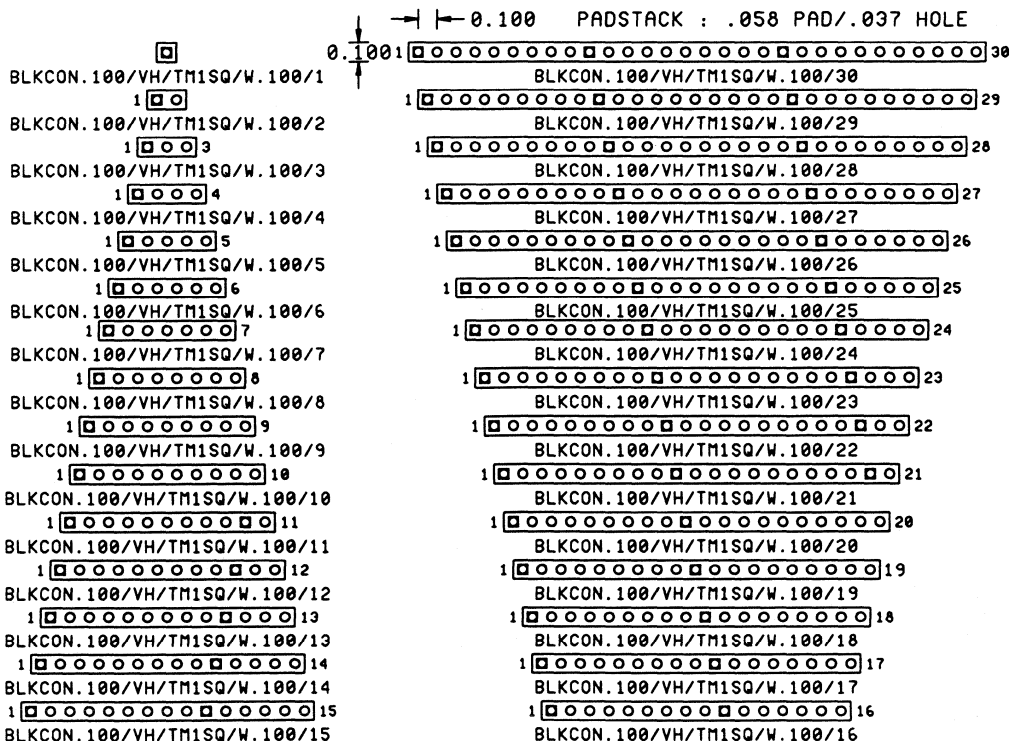 0.100 PADSTACK : .058 PAD/.037 HOLE
0.100
BLKCON.100/VH/TM1SQ/W.100/1
1
BLKCON.100/VH/TM1SQ/W.100/2
1 3
BLKCON.100/VH/TM1SQ/W.100/3
1 4
BLKCON.100/VH/TM1SQ/W.100/4
1 5
BLKCON.100/VH/TM1SQ/W.100/5
1 6
BLKCON.100/VH/TM1SQ/W.100/6
1 7
BLKCON.100/VH/TM1SQ/W.100/7
1 8
BLKCON.100/VH/TM1SQ/W.100/8
1 9
BLKCON.100/VH/TM1SQ/W.100/9
1 10
BLKCON.100/VH/TM1SQ/W.100/10
1 11
BLKCON.100/VH/TM1SQ/W.100/11
1 12
BLKCON.100/VH/TM1SQ/W.100/12
1 13
BLKCON.100/VH/TM1SQ/W.100/13
1 14
BLKCON.100/VH/TM1SQ/W.100/14
1 15
BLKCON.100/VH/TM1SQ/W.100/15
1 30
BLKCON.100/VH/TM1SQ/W.100/30
1 29
BLKCON.100/VH/TM1SQ/W.100/29
1 28
BLKCON.100/VH/TM1SQ/W.100/28
1 27
BLKCON.100/VH/TM1SQ/W.100/27
1 26
BLKCON.100/VH/TM1SQ/W.100/26
1 25
BLKCON.100/VH/TM1SQ/W.100/25
1 24
BLKCON.100/VH/TM1SQ/W.100/24
1 23
BLKCON.100/VH/TM1SQ/W.100/23
1 22
BLKCON.100/VH/TM1SQ/W.100/22
1 21
BLKCON.100/VH/TM1SQ/W.100/21
1 20
BLKCON.100/VH/TM1SQ/W.100/20
1 19
BLKCON.100/VH/TM1SQ/W.100/19
1 18
BLKCON.100/VH/TM1SQ/W.100/18
1 17
BLKCON.100/VH/TM1SQ/W.100/17
1 16
BLKCON.100/VH/TM1SQ/W.100/16